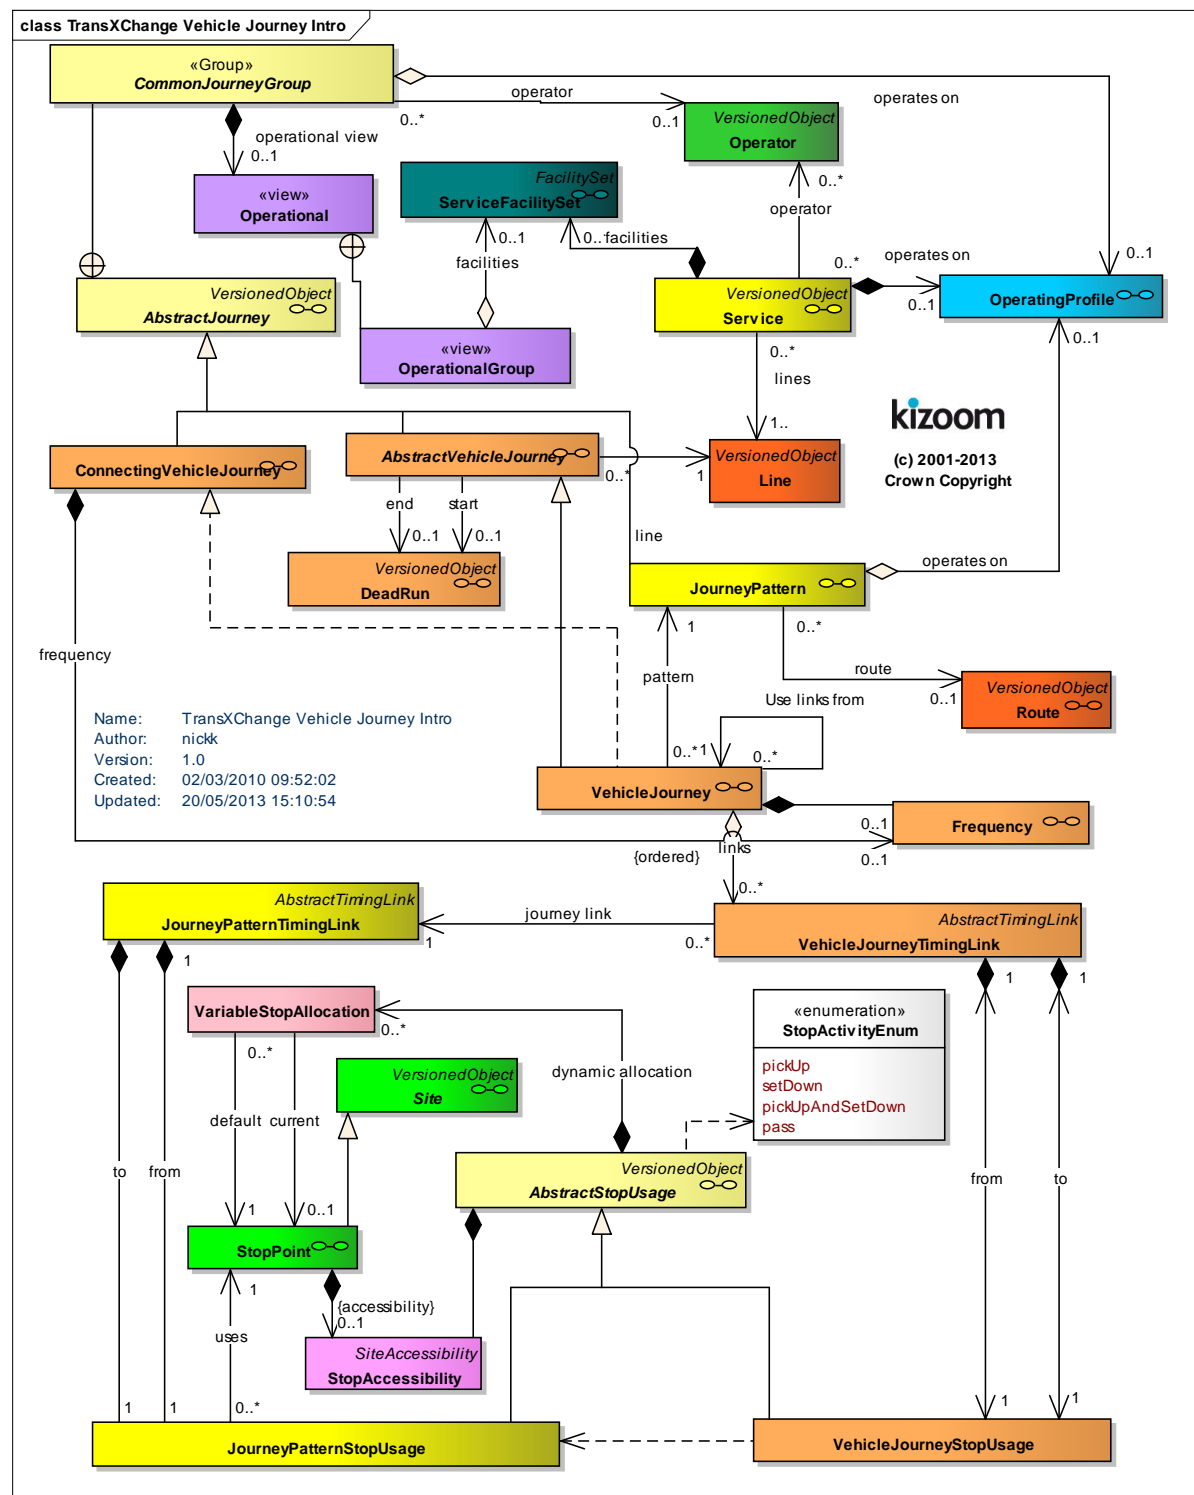 class TransXChange Vehicle Journey Intro
«Group»
CommonJourneyGroup
operator
0..*
0..1
operates on
operational view
0..1
VersionedObject
Operator
«view»
Operational
FacilitySet
ServiceFacilitySet
0..*
operator
0..1
0..*
facilities
facilities
0..*
operates on
0..1
0..1
VersionedObject
AbstractJourney
VersionedObject
Service
OperatingProfile
«view»
OperationalGroup
0..*
lines
1..
0..1
kizoom
(c) 2001-2013
Crown Copyright
ConnectingVehicleJourney
AbstractVehicleJourney
0..*
1
VersionedObject
Line
end
start
0..1
0..1
line
VersionedObject
DeadRun
JourneyPattern
operates on
1
0..*
frequency
pattern
route
0..1
VersionedObject
Route
Use links from
Name: TransXChange Vehicle Journey Intro
Author: nickk
Version: 1.0
Created: 02/03/2010 09:52:02
Updated: 20/05/2013 15:10:54
0..*
1
0..*
VehicleJourney
0..1
Frequency
{ordered}
links
0..1
0..*
AbstractTimingLink
JourneyPatternTimingLink
journey link
1
0..*
AbstractTimingLink
VehicleJourneyTimingLink
1
1
1
1
VariableStopAllocation
0..*
0..*
«enumeration»
StopActivityEnum
pickUp
setDown
pickUpAndSetDown
pass
dynamic allocation
VersionedObject
Site
default
current
to
from
VersionedObject
AbstractStopUsage
from
to
1
0..1
StopPoint
1
{accessibility}
0..1
uses
SiteAccessibility
StopAccessibility
1
1
0..*
1
1
JourneyPatternStopUsage
VehicleJourneyStopUsage